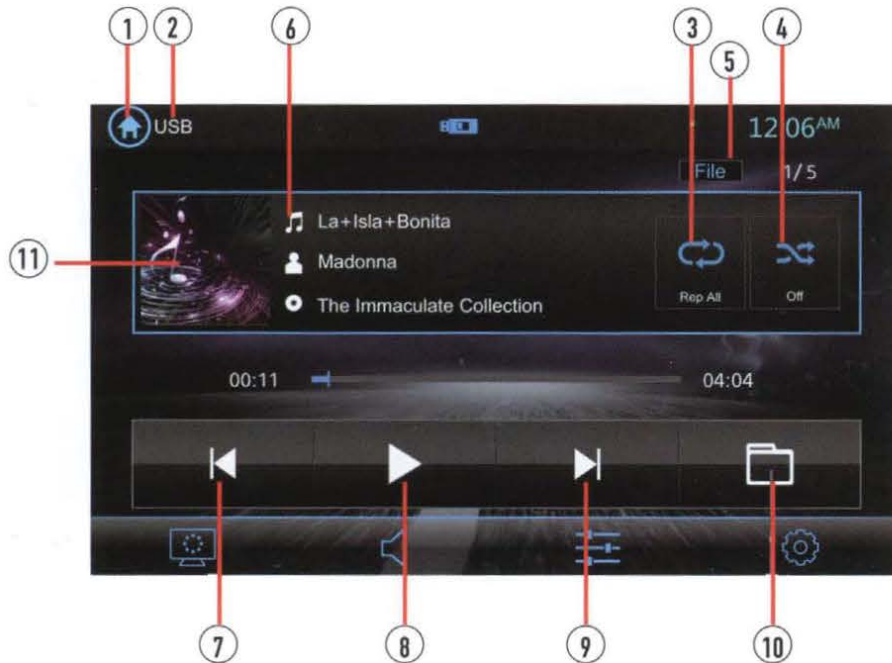 1 2 6 3 4
5
USB 12:06AM
File 1/5
La+Isla+Bonita
11 Madonna
Rep All Off
The Immaculate Collection
00:11 04:04
7 8 9 10